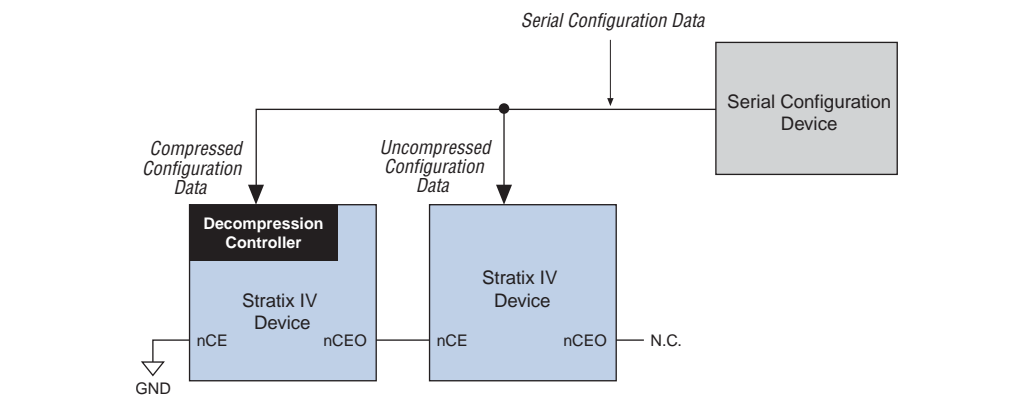 Serial Configuration Data
Serial Configuration
Device
Compressed
Configuration
Data
Uncompressed
Configuration
Data
Decompression
Controller
Stratix IV
Device
nCE
nCEO
Stratix IV
Device
nCE
nCEO
N.C.
GND